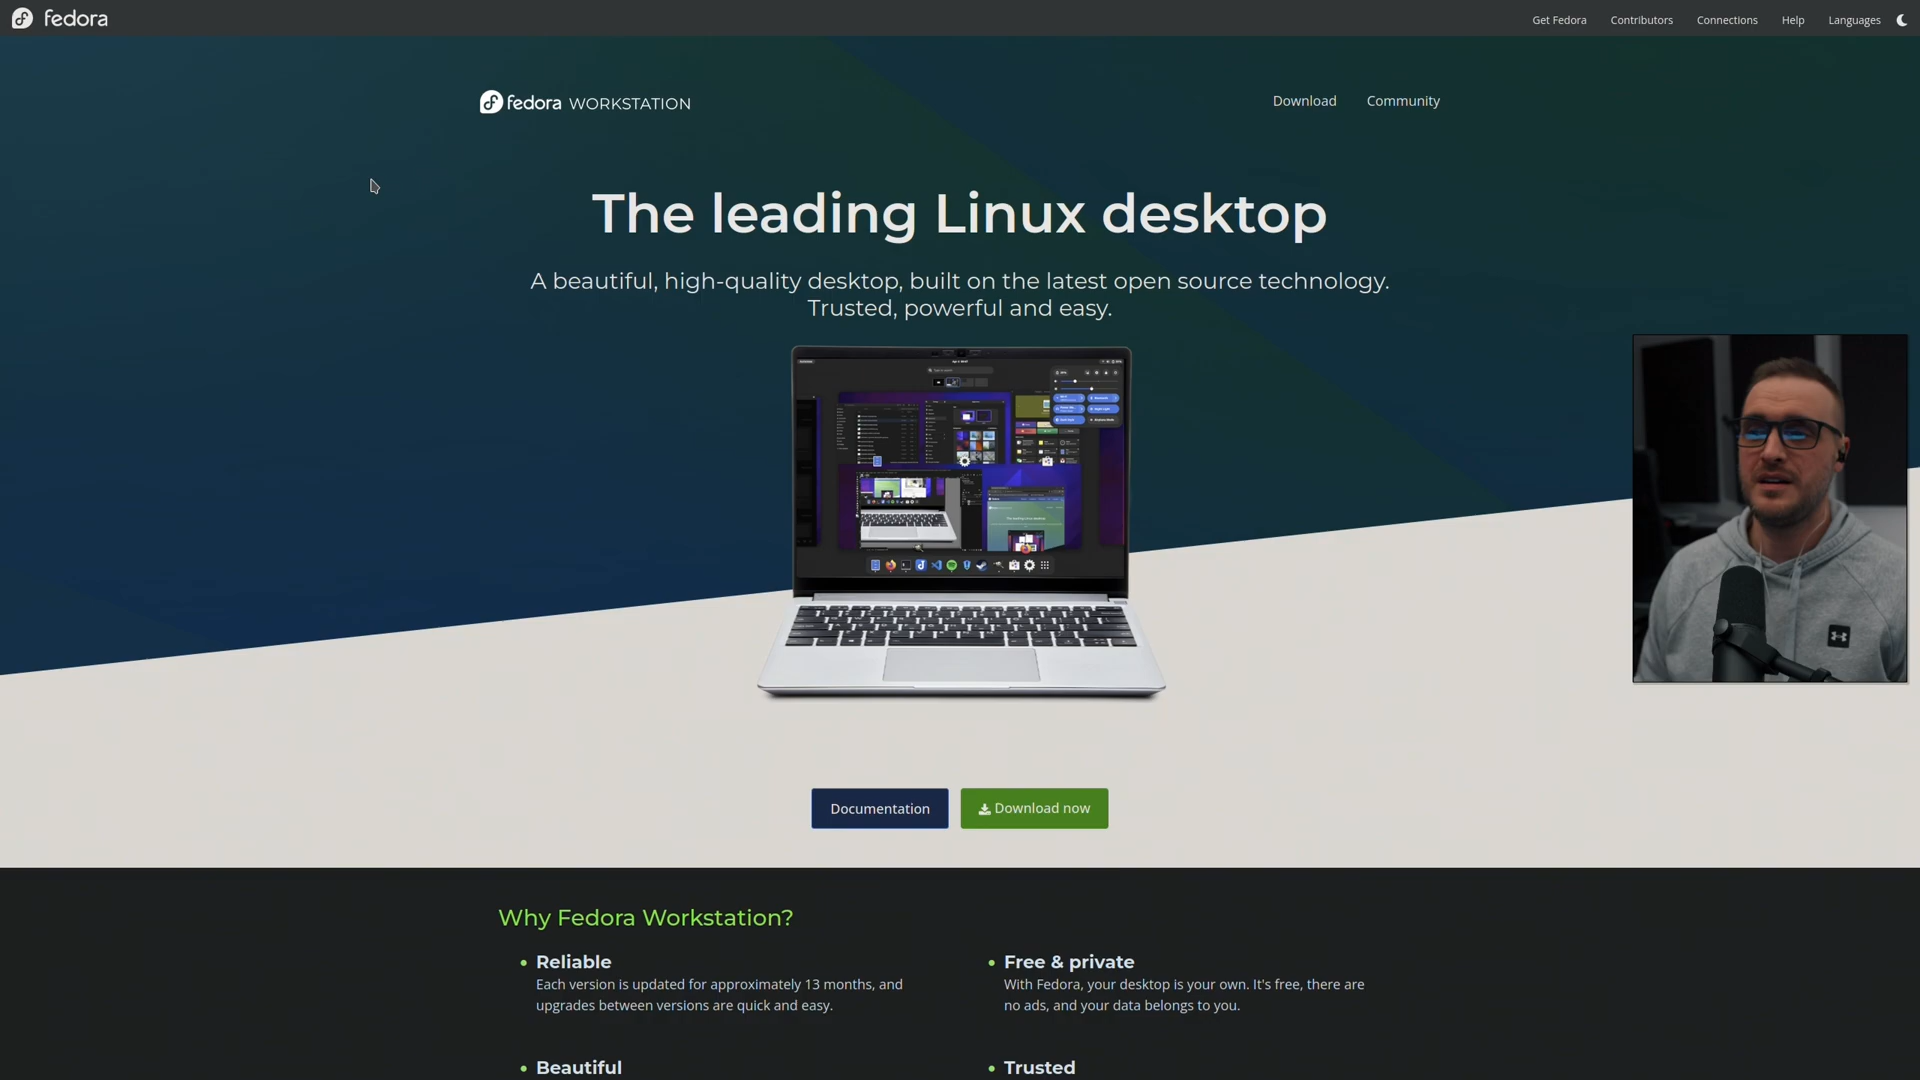 fedora
Get Fedora
Contributors
Connections
Help
Languages
fedora WORKSTATION
Download
Community
The leading Linux desktop
A beautiful, high-quality desktop, built on the latest open source technology.
Trusted, powerful and easy.
Documentation
Download now
Why Fedora Workstation?
Reliable
Each version is updated for approximately 13 months, and
upgrades between versions are quick and easy.
Free & private
With Fedora, your desktop is your own. It's free, there are
no ads, and your data belongs to you.
Beautiful
Trusted